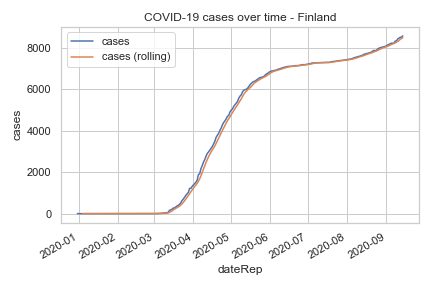 COVID-19 cases over time - Finland
cases
cases (rolling)
8000
6000
4000
2000
0
cases
2020-01
2020-02
2020-03
2020-04
2020-05
2020-06
2020-07
2020-08
2020-09
dateRep